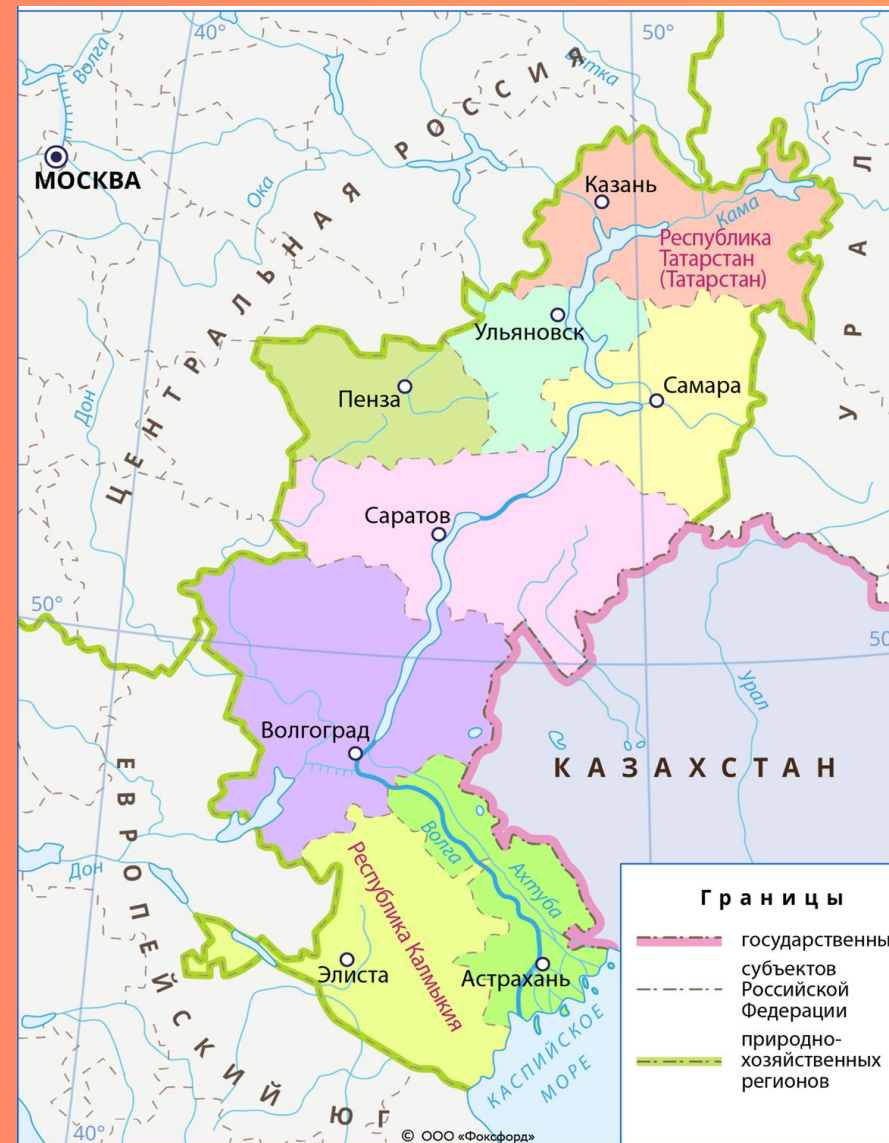 40°
50°
Волга
Вятка
МОСКВА
ЦЕНТРАЛЬНАЯ РОССИЯ
Ока
Казань
Кама
Республика
Татарстан
(Татарстан)
УРАЛ
Ульяновск
Самара
Пенза
Дон
Саратов
50°
50
Урал
Волгоград
КАЗАХСТАН
ЕВРОПЕЙСКИЙ ЮГ
Дон
Волга
Ахтуба
Республика Калмыкия
Элиста
Астрахань
КАСПИЙСКОЕ
МОРЕ
40°
Границы
государственны
субъектов
Российской
Федерации
природно-
хозяйственных
регионов
© ООО «Фоксфорд»